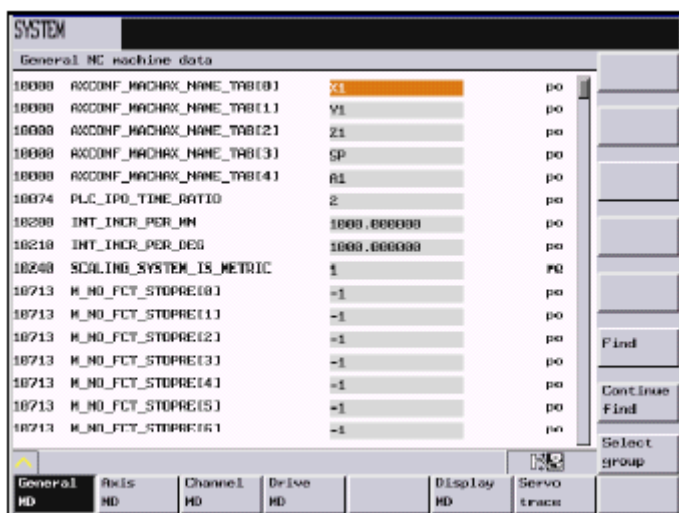 SYSTEM
General NC machine data
10000 AXCONF_MACHAX_NAME_TAB[0] X1 po
10000 AXCONF_MACHAX_NAME_TAB[1] Y1 po
10000 AXCONF_MACHAX_NAME_TAB[2] Z1 po
10000 AXCONF_MACHAX_NAME_TAB[3] SP po
10000 AXCONF_MACHAX_NAME_TAB[4] A1 po
10074 PLC_IPO_TIME_RATIO 2 po
10200 INT_INCR_PER_MM 1000.000000 po
10210 INT_INCR_PER_DEG 1000.000000 po
10240 SCALING_SYSTEM_IS_METRIC 1 po
10713 M_NO_FCT_STOPRE[0] -1 po
10713 M_NO_FCT_STOPRE[1] -1 po
10713 M_NO_FCT_STOPRE[2] -1 po
10713 M_NO_FCT_STOPRE[3] -1 po
10713 M_NO_FCT_STOPRE[4] -1 po
10713 M_NO_FCT_STOPRE[5] -1 po
10713 M_NO_FCT_STOPRE[6] -1 po
Find
Continue
Find
Select
group
General MD
Axis MD
Channel MD
Drive MD
Display MD
Servo trace